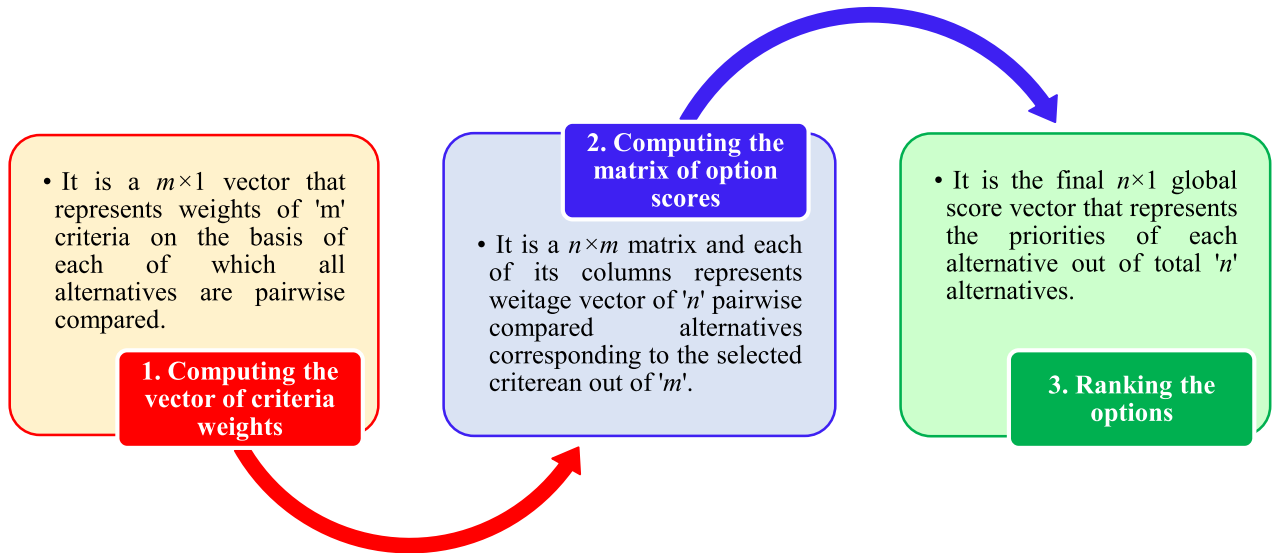 • It is a m×1 vector that
represents weights of 'm'
criteria on the basis of
each of which all
alternatives are pairwise
compared.
1. Computing the
vector of criteria
weights
2. Computing the
matrix of option
scores
• It is a n×m matrix and each
of its columns represents
weitage vector of 'n' pairwise
compared alternatives
corresponding to the selected
criterean out of 'm'.
• It is the final n×1 global
score vector that represents
the priorities of each
alternative out of total 'n'
alternatives.
3. Ranking the
options